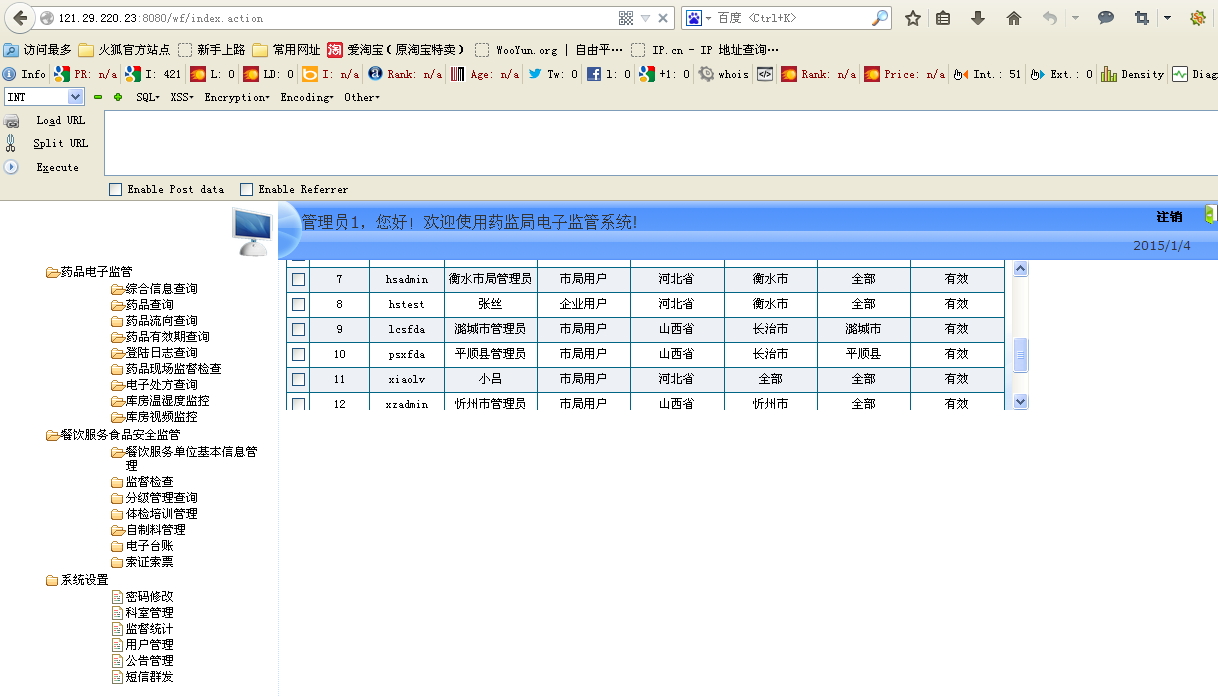 121.29.220.23:8080/wf/index.action
百度 <Ctrl+K>
访问最多 火狐官方站点 新手上路 常用网址 爱淘宝（原淘宝特卖） WooYun.org | 自由平… IP.cn - IP 地址查询…
Info PR: n/a I: 421 L: 0 LD: 0 I: n/a Rank: n/a Age: n/a Tw: 0 l: 0 +1: 0 whois Rank: n/a Price: n/a Int.: 51 Ext.: 0 Density Diag
INT SQL XSS Encryption Encoding Other
Load URL
Split URL
Execute
Enable Post data Enable Referrer
管理员1，您好！欢迎使用药监局电子监管系统!
注销
2015/1/4
药品电子监管
综合信息查询
药品查询
药品流向查询
药品有效期查询
登陆日志查询
药品现场监督检查
电子处方查询
库房温湿度监控
库房视频监控
餐饮服务食品安全监管
餐饮服务单位基本信息管
理
监督检查
分级管理查询
体检培训管理
自制料管理
电子台账
索证索票
系统设置
密码修改
科室管理
监督统计
用户管理
公告管理
短信群发
7 hsadmin 衡水市局管理员 市局用户 河北省 衡水市 全部 有效
8 hstest 张丝 企业用户 河北省 衡水市 全部 有效
9 lcsfda 潞城市管理员 市局用户 山西省 长治市 潞城市 有效
10 psxfda 平顺县管理员 市局用户 山西省 长治市 平顺县 有效
11 xiaolv 小吕 市局用户 河北省 全部 全部 有效
12 xzadmin 忻州市管理员 市局用户 山西省 忻州市 全部 有效